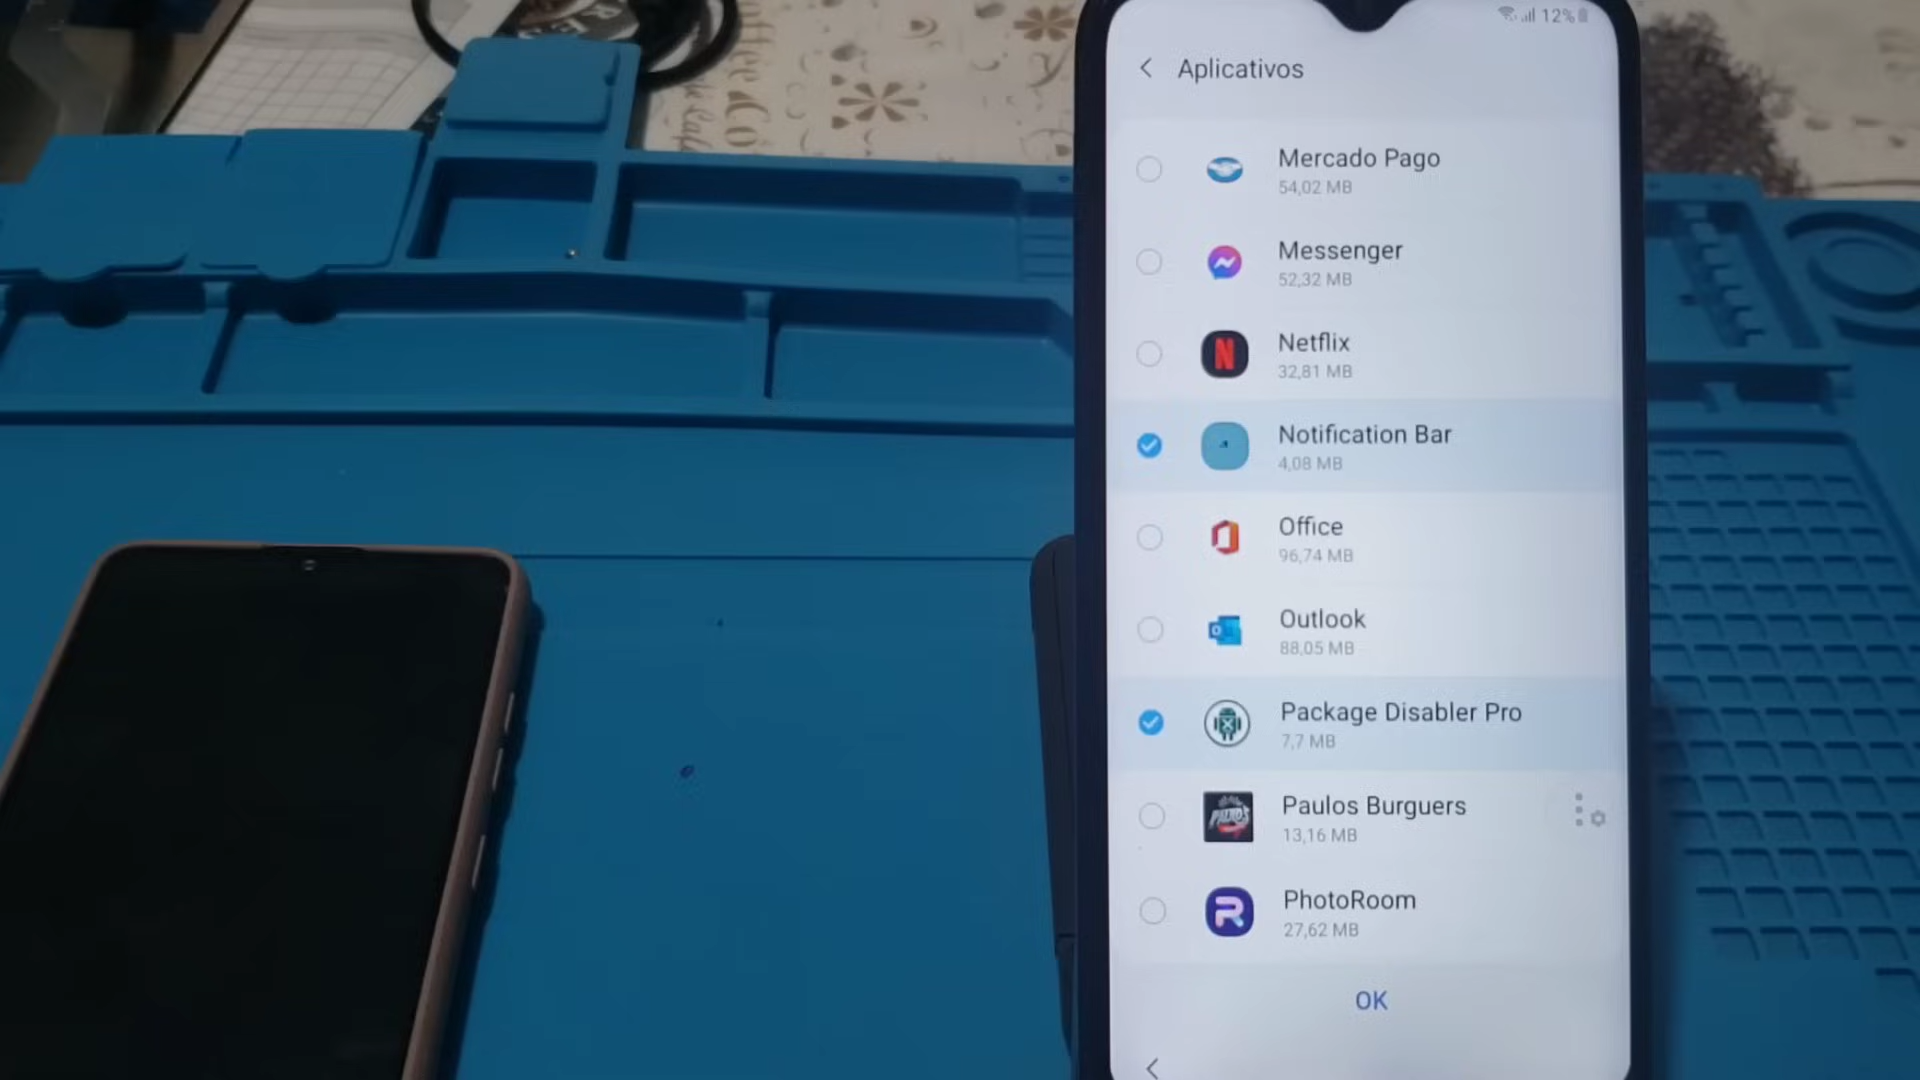 12%
Aplicativos
Mercado Pago
54,02 MB
Messenger
52,32 MB
Netflix
32,81 MB
Notification Bar
4,08 MB
Office
96,74 MB
Outlook
88,05 MB
Package Disabler Pro
7,7 MB
Paulos Burguers
13,16 MB
PhotoRoom
27,62 MB
OK